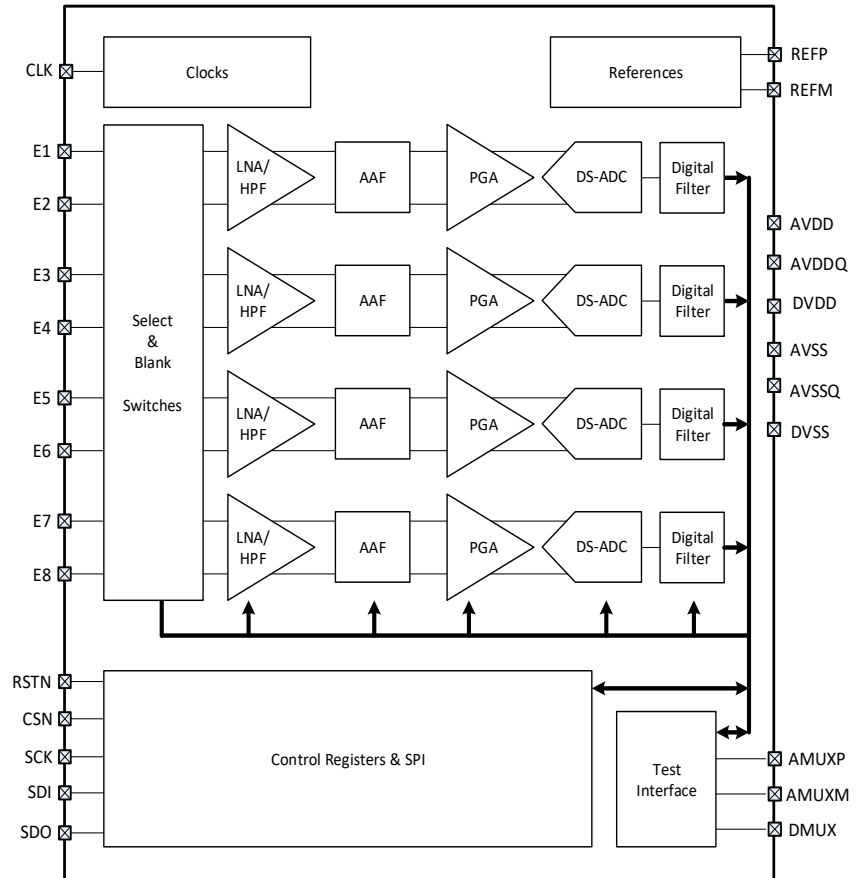 CLK
Clocks
References
REFP
REFM
E1
E2
LNA/
HPF
AAF
PGA
DS-ADC
Digital
Filter
AVDD
AVDDQ
E3
E4
LNA/
HPF
AAF
PGA
DS-ADC
Digital
Filter
DVDD
AVSS
Select
&
Blank
Switches
E5
E6
LNA/
HPF
AAF
PGA
DS-ADC
Digital
Filter
AVSSQ
DVSS
E7
E8
LNA/
HPF
AAF
PGA
DS-ADC
Digital
Filter
RSTN
CSN
SCK
SDI
SDO
Control Registers & SPI
Test
Interface
AMUXP
AMUXM
DMUX